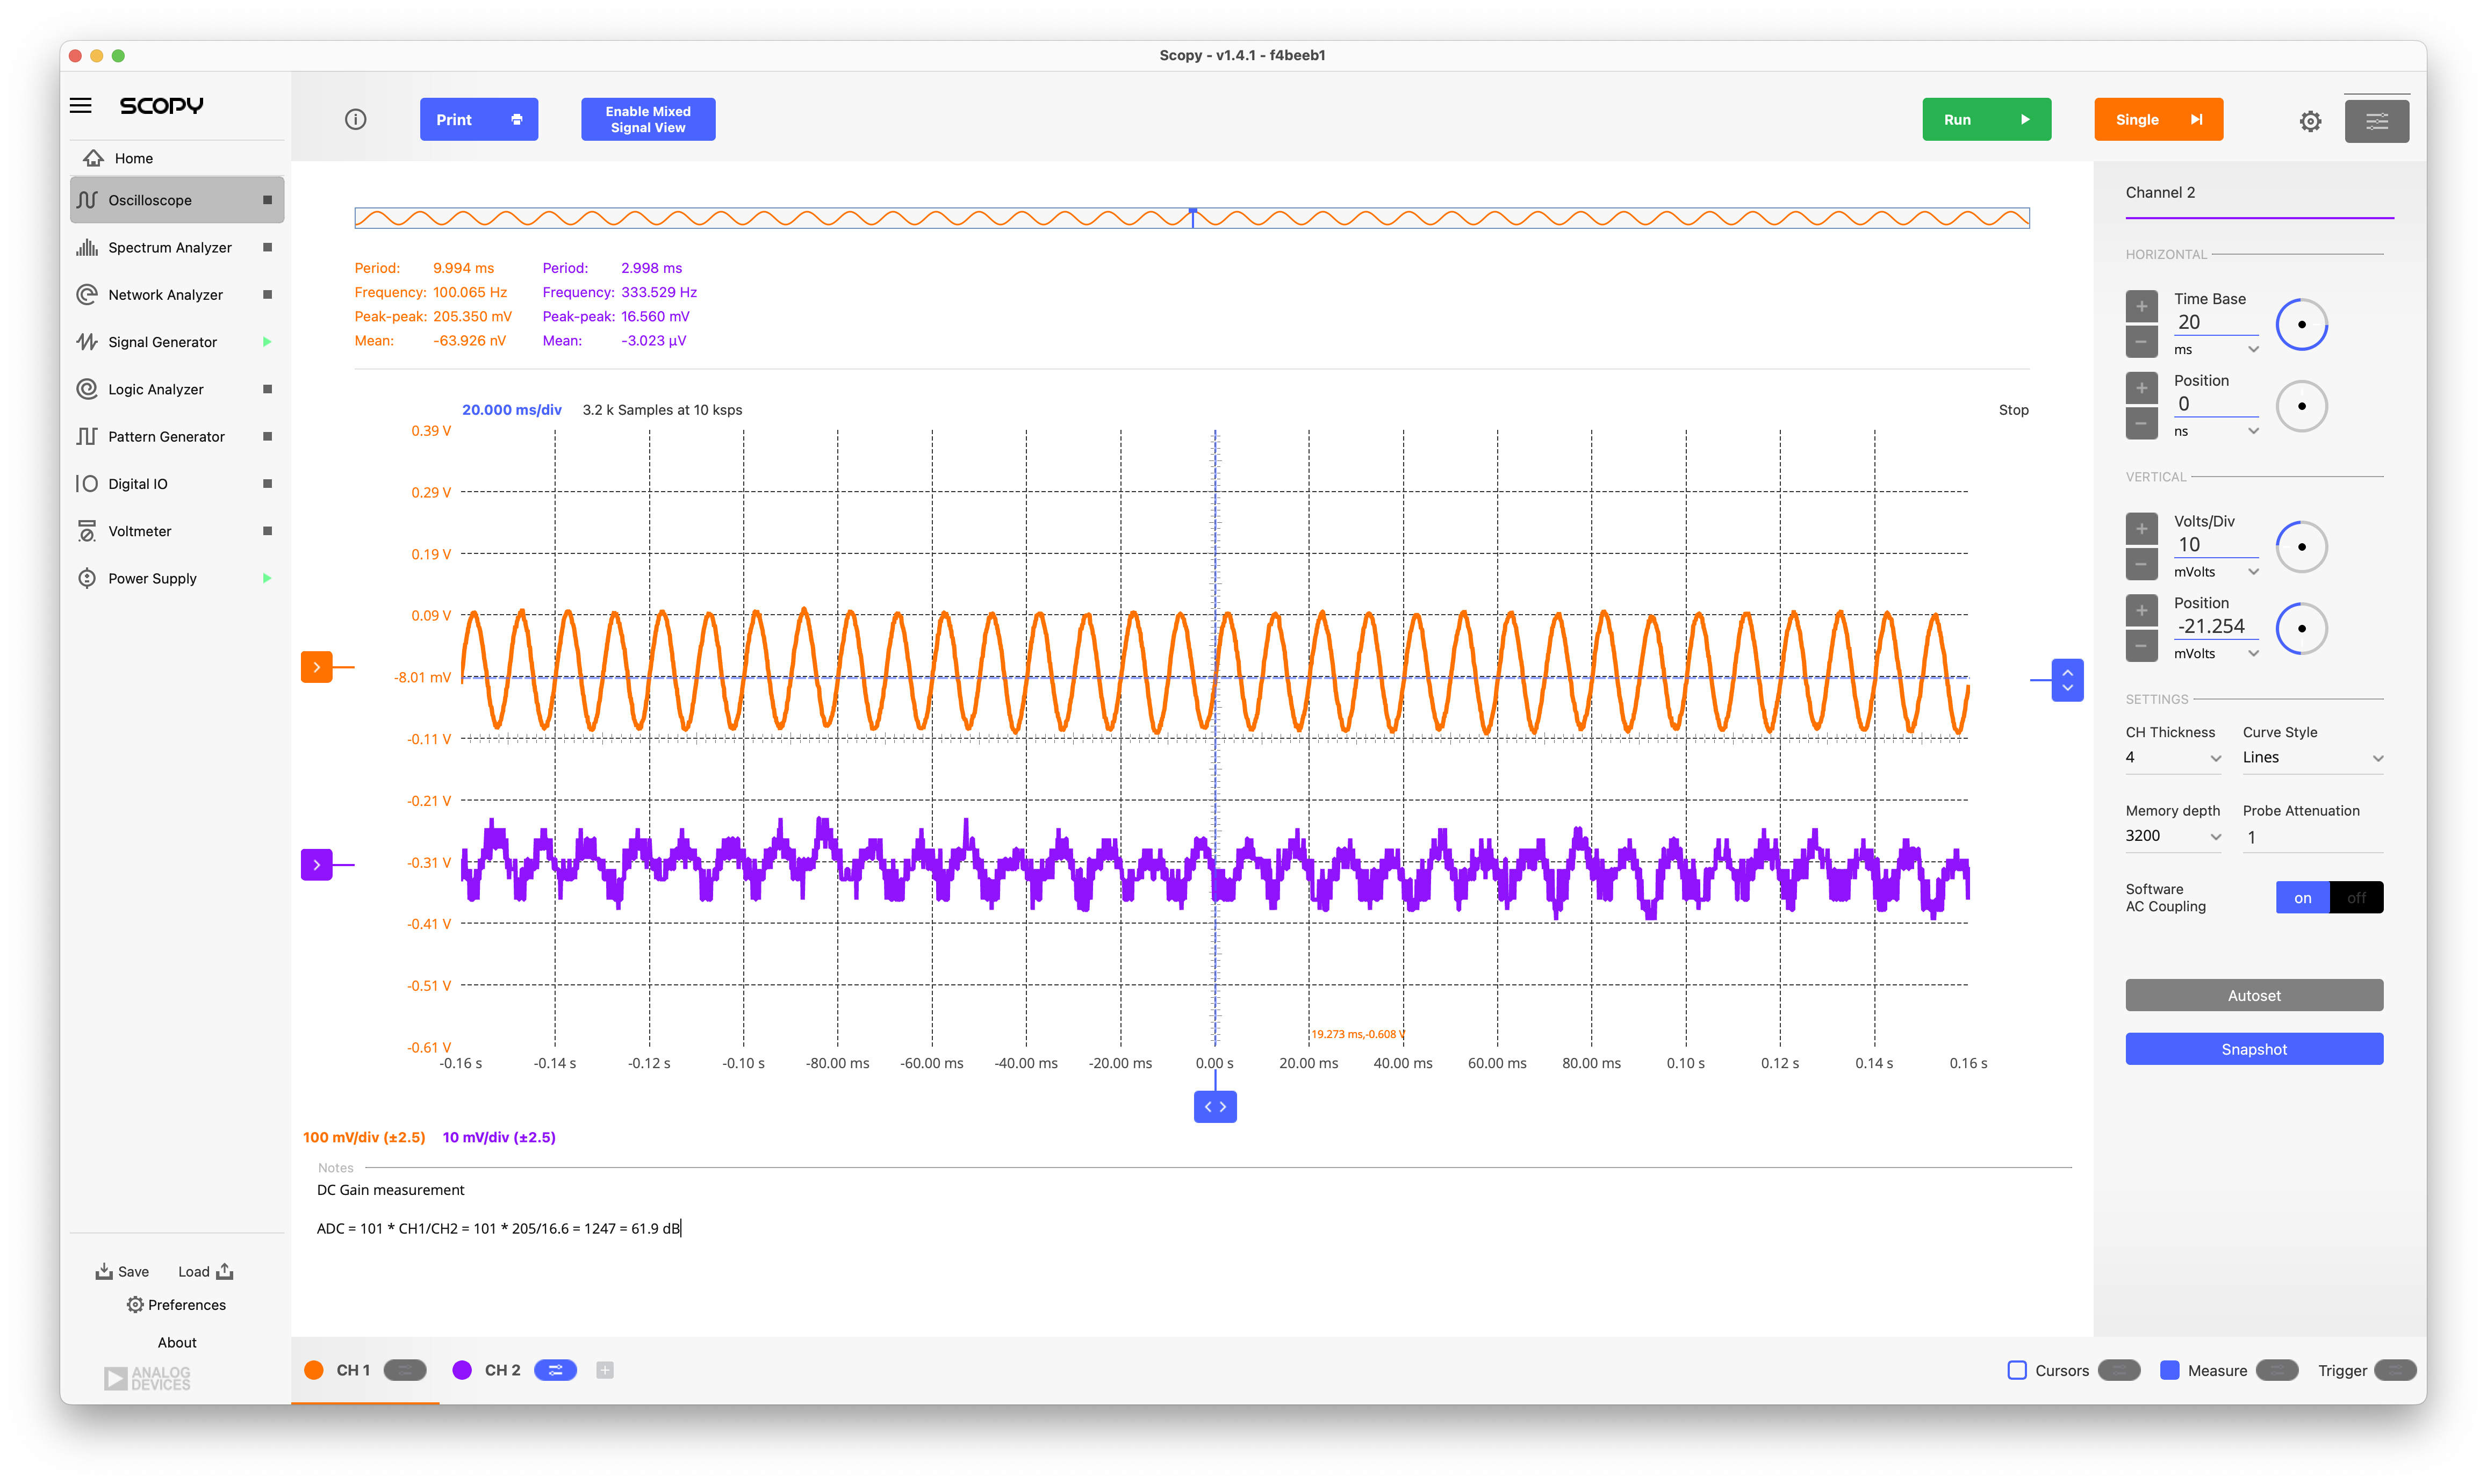 Scopy - v1.4.1 - f4beeb1
SCOPY
Home
Oscilloscope
Spectrum Analyzer
Network Analyzer
Signal Generator
Logic Analyzer
Pattern Generator
Digital IO
Voltmeter
Power Supply
Save Load
Preferences
About
ANALOG
DEVICES
Print
Enable Mixed
Signal View
Run
Single
Period: 9.994 ms Period: 2.998 ms
Frequency: 100.065 Hz Frequency: 333.529 Hz
Peak-peak: 205.350 mV Peak-peak: 16.560 mV
Mean: -63.926 nV Mean: -3.023 µV
20.000 ms/div 3.2 k Samples at 10 ksps Stop
0.39 V
0.29 V
0.19 V
0.09 V
-8.01 mV
-0.11 V
-0.21 V
-0.31 V
-0.41 V
-0.51 V
-0.61 V
19.273 ms,-0.608 V
-0.16 s -0.14 s -0.12 s -0.10 s -80.00 ms -60.00 ms -40.00 ms -20.00 ms 0.00 s 20.00 ms 40.00 ms 60.00 ms 80.00 ms 0.10 s 0.12 s 0.14 s 0.16 s
100 mV/div (±2.5) 10 mV/div (±2.5)
Notes
DC Gain measurement
ADC = 101 * CH1/CH2 = 101 * 205/16.6 = 1247 = 61.9 dB
CH 1 CH 2
Cursors Measure Trigger
Channel 2
HORIZONTAL
Time Base
20
ms
Position
0
ns
VERTICAL
Volts/Div
10
mVolts
Position
-21.254
mVolts
SETTINGS
CH Thickness Curve Style
4 Lines
Memory depth Probe Attenuation
3200 1
Software
AC Coupling
on off
Autoset
Snapshot